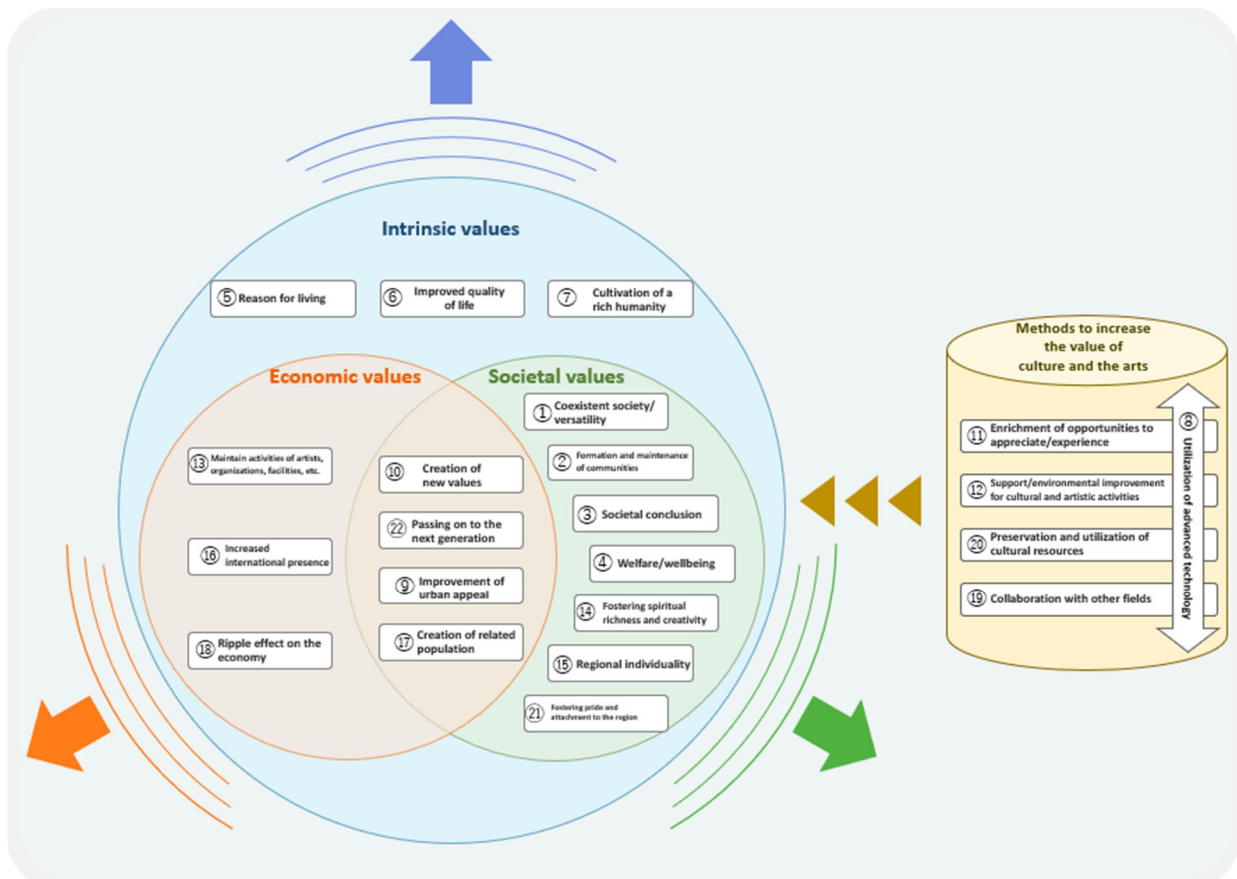 Intrinsic values
⑤ Reason for living
⑥ Improved quality
of life
⑦ Cultivation of a
rich humanity
Economic values
⑬ Maintain activities of artists,
organizations, facilities, etc.
⑯ Increased
international presence
⑱ Ripple effect on the
economy
⑩ Creation of
new values
㉒ Passing on to the
next generation
⑨ Improvement of
urban appeal
⑰ Creation of related
population
Societal values
① Coexistent society/
versatility
② Formation and maintenance
of communities
③ Societal conclusion
④ Welfare/wellbeing
⑭ Fostering spiritual
richness and creativity
⑮ Regional individuality
㉑ Fostering pride and
attachment to the region
Methods to increase
the value of
culture and the arts
⑪ Enrichment of opportunities to
appreciate/experience
⑫ Support/environmental improvement
for cultural and artistic activities
⑳ Preservation and utilization of
cultural resources
⑲ Collaboration with other fields
⑧ Utilization of advanced technology